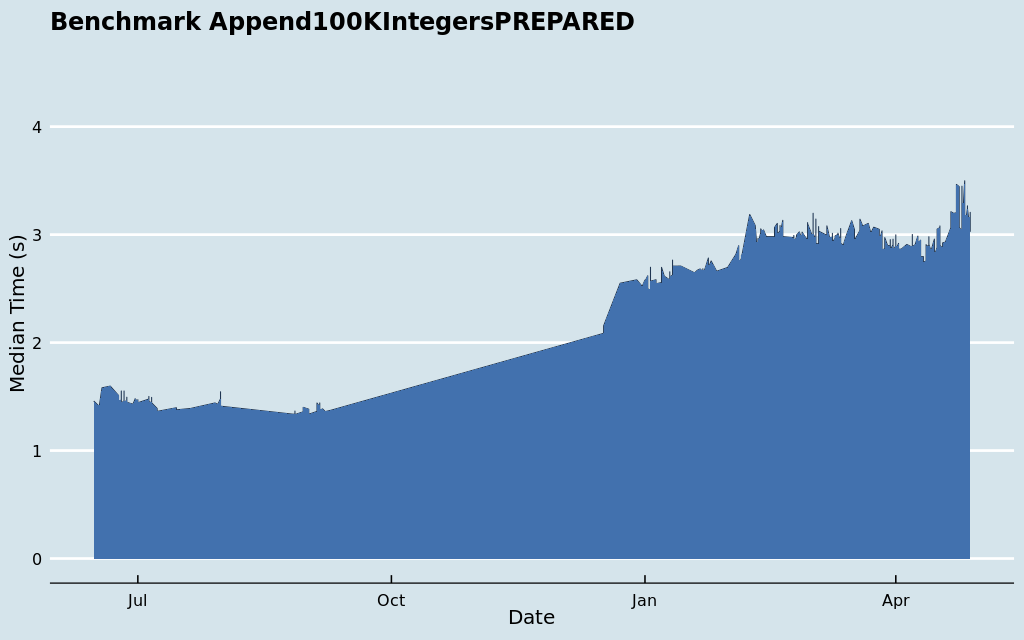 Benchmark Append100KIntegersPREPARED
4
3
2
1
0
Median Time (s)
Jul
Oct
Jan
Apr
Date